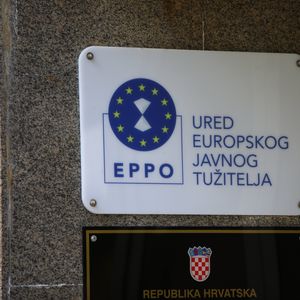 EPPO
URED
EUROPSKOG
JAVNOG
TUŽITELJA
REPUBLIKA HRVATSKA